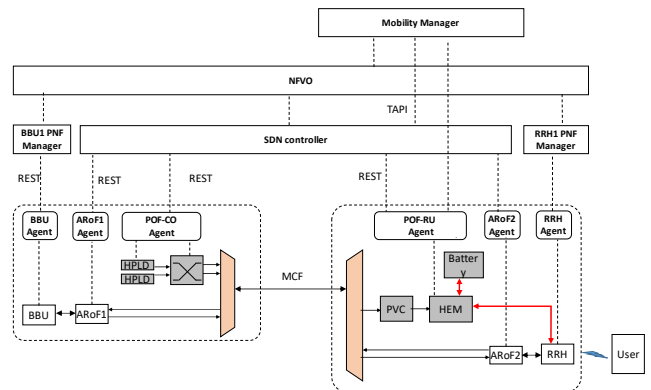 Mobility Manager
NFVO
TAPI
BBU1 PNF
Manager
SDN controller
RRH1 PNF
Manager
REST
REST
REST
REST
REST
BBU
Agent
ARoF1
Agent
POF-CO
Agent
POF-RU
Agent
ARoF2
Agent
RRH
Agent
HPLD
HPLD
Batter
y
MCF
PVC
HEM
BBU
ARoF1
ARoF2
RRH
User